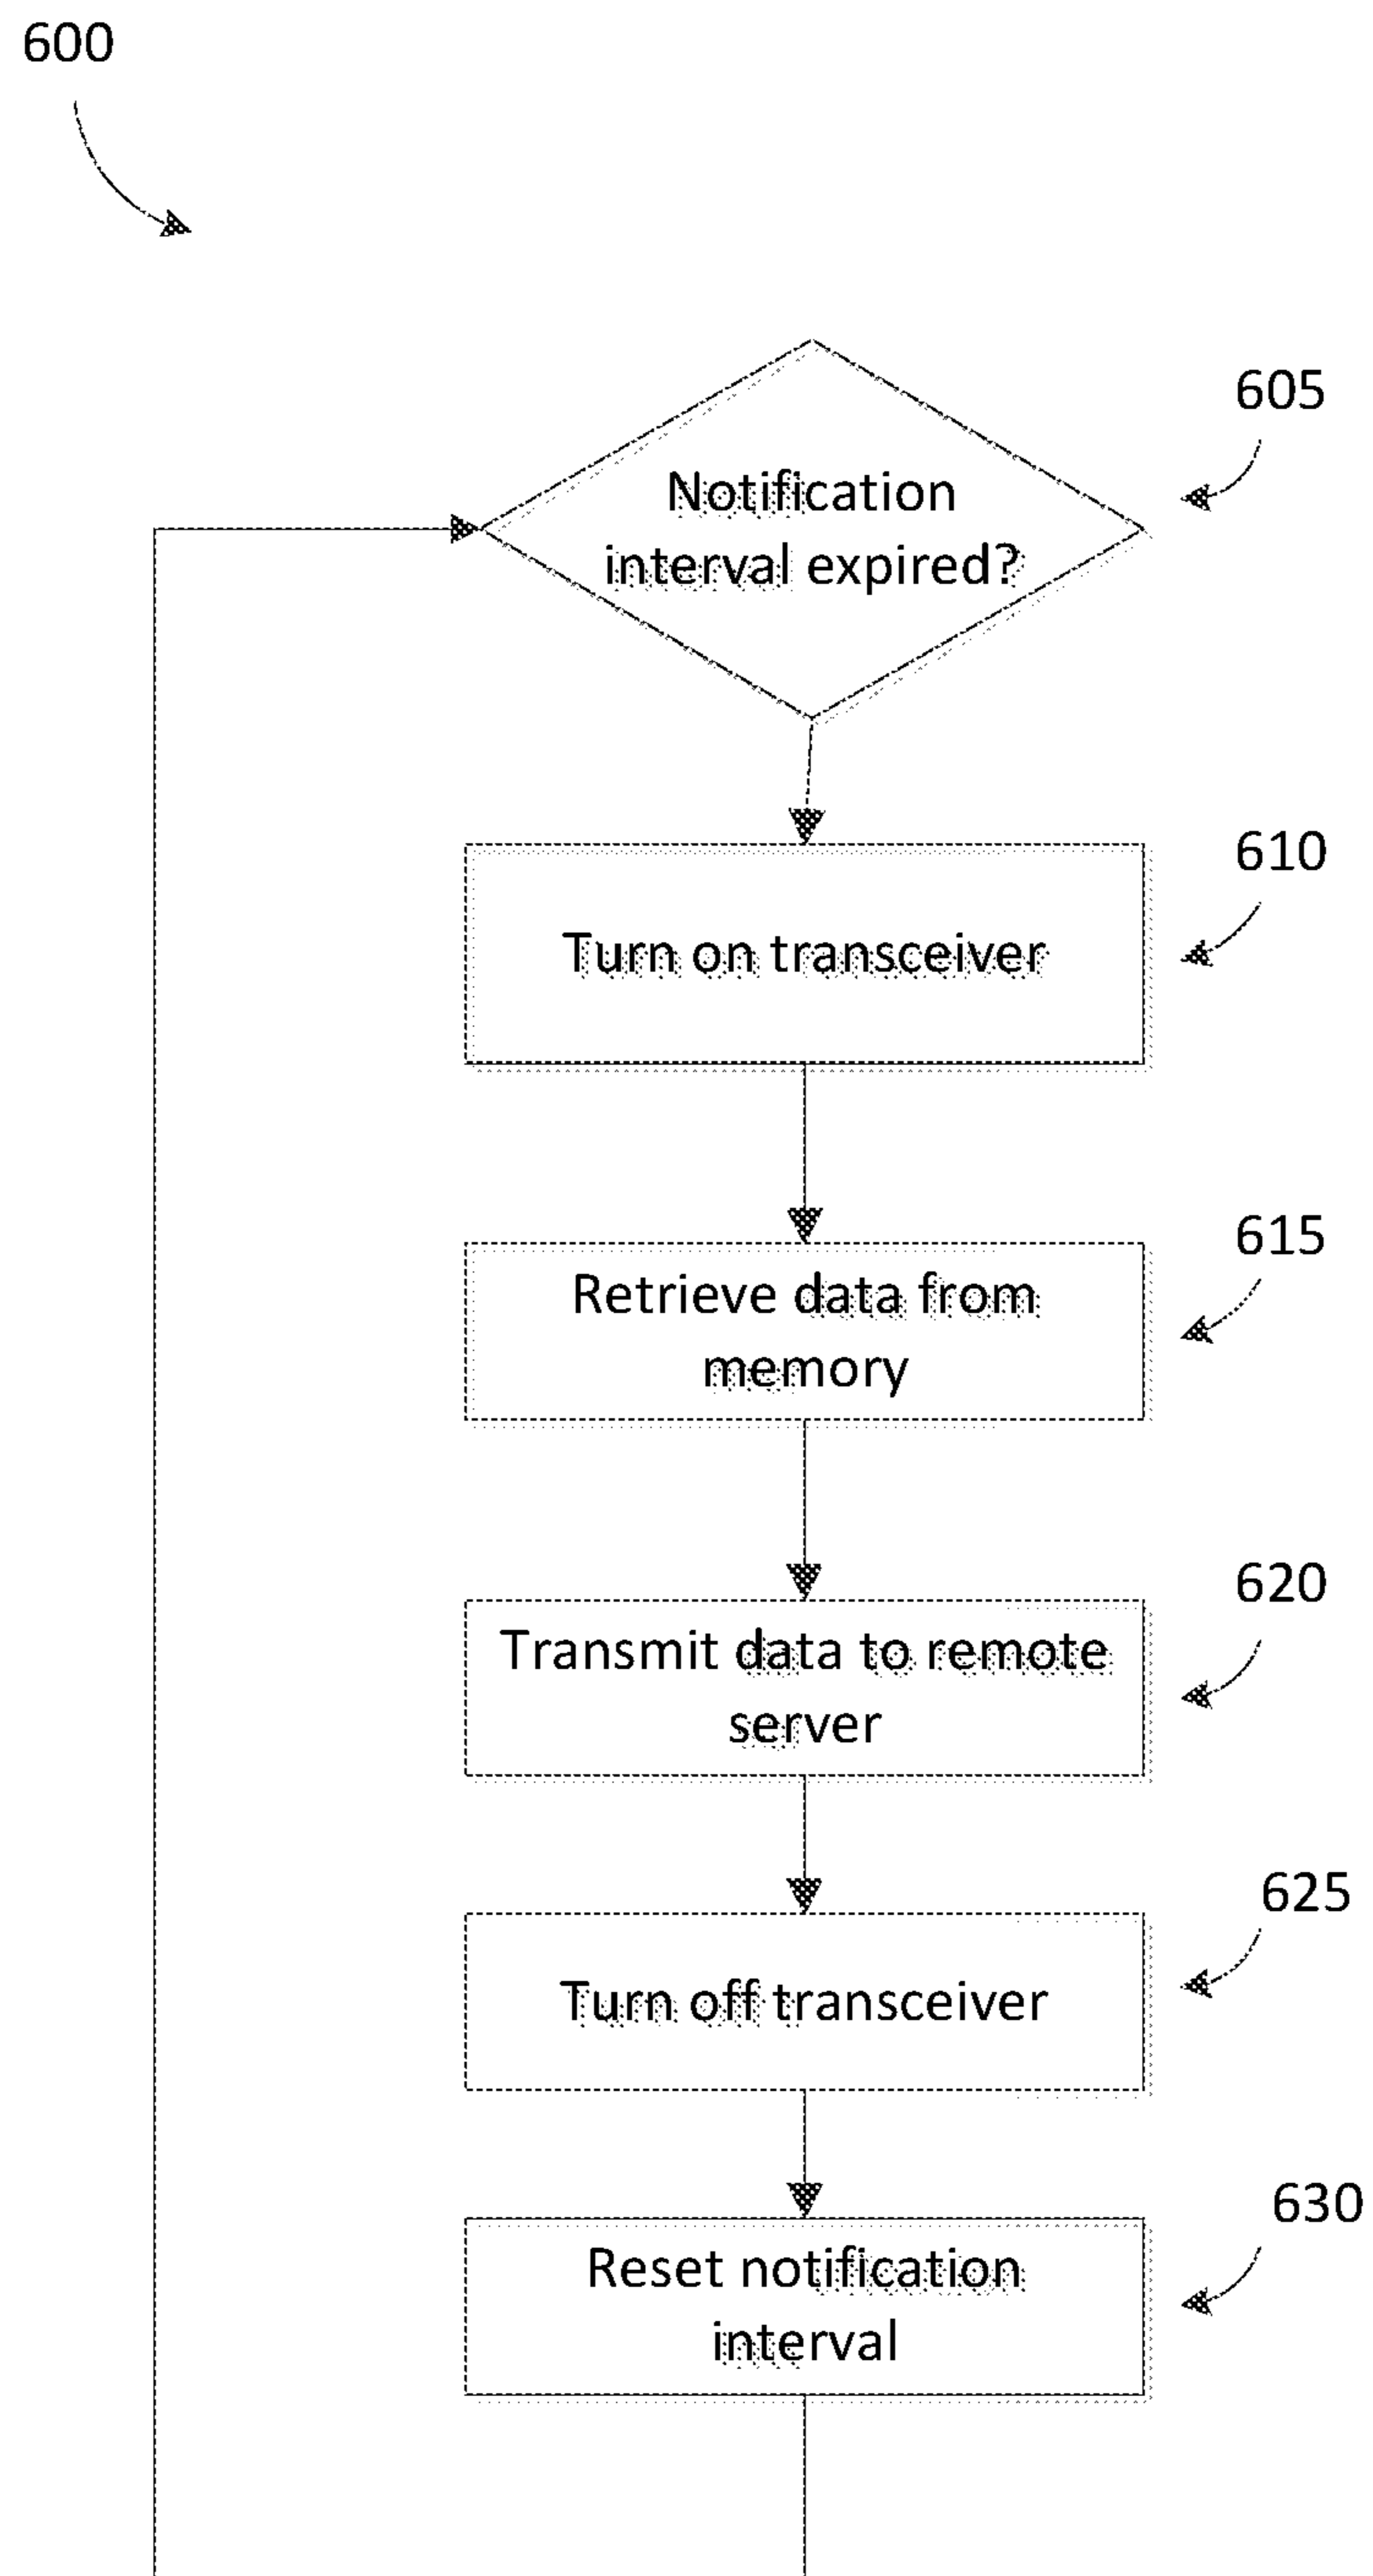 600
605
Notification
interval expired?
610
Turn on transceiver
615
Retrieve data from
memory
620
Transmit data to remote
server
625
Turn off transceiver
630
Reset notification
interval